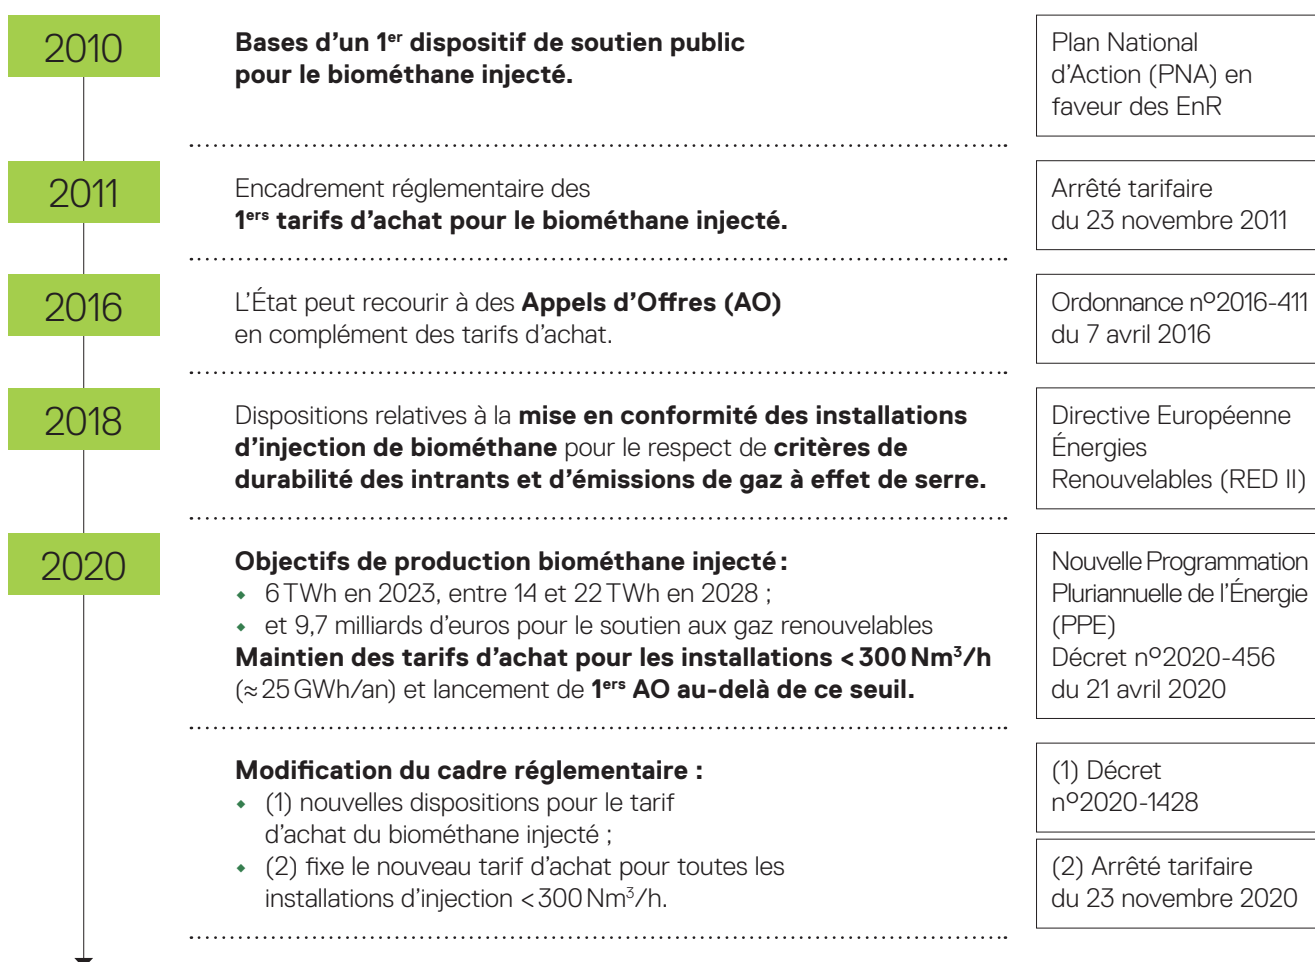 2010
Bases d’un 1er dispositif de soutien public
pour le biométhane injecté.
Plan National
d’Action (PNA) en
faveur des EnR
2011
Encadrement réglementaire des
1ers tarifs d’achat pour le biométhane injecté.
Arrêté tarifaire
du 23 novembre 2011
2016
L’État peut recourir à des Appels d’Offres (AO)
en complément des tarifs d’achat.
Ordonnance nº2016-411
du 7 avril 2016
2018
Dispositions relatives à la mise en conformité des installations
d’injection de biométhane pour le respect de critères de
durabilité des intrants et d’émissions de gaz à effet de serre.
Directive Européenne
Énergies
Renouvelables (RED II)
2020
Objectifs de production biométhane injecté :
• 6 TWh en 2023, entre 14 et 22 TWh en 2028 ;
• et 9,7 milliards d’euros pour le soutien aux gaz renouvelables
Maintien des tarifs d’achat pour les installations < 300 Nm³/h
(≈ 25 GWh/an) et lancement de 1ers AO au-delà de ce seuil.
Nouvelle Programmation
Pluriannuelle de l’Énergie
(PPE)
Décret nº2020-456
du 21 avril 2020
Modification du cadre réglementaire :
• (1) nouvelles dispositions pour le tarif
d’achat du biométhane injecté ;
• (2) fixe le nouveau tarif d’achat pour toutes les
installations d’injection < 300 Nm³/h.
(1) Décret
nº2020-1428
(2) Arrêté tarifaire
du 23 novembre 2020